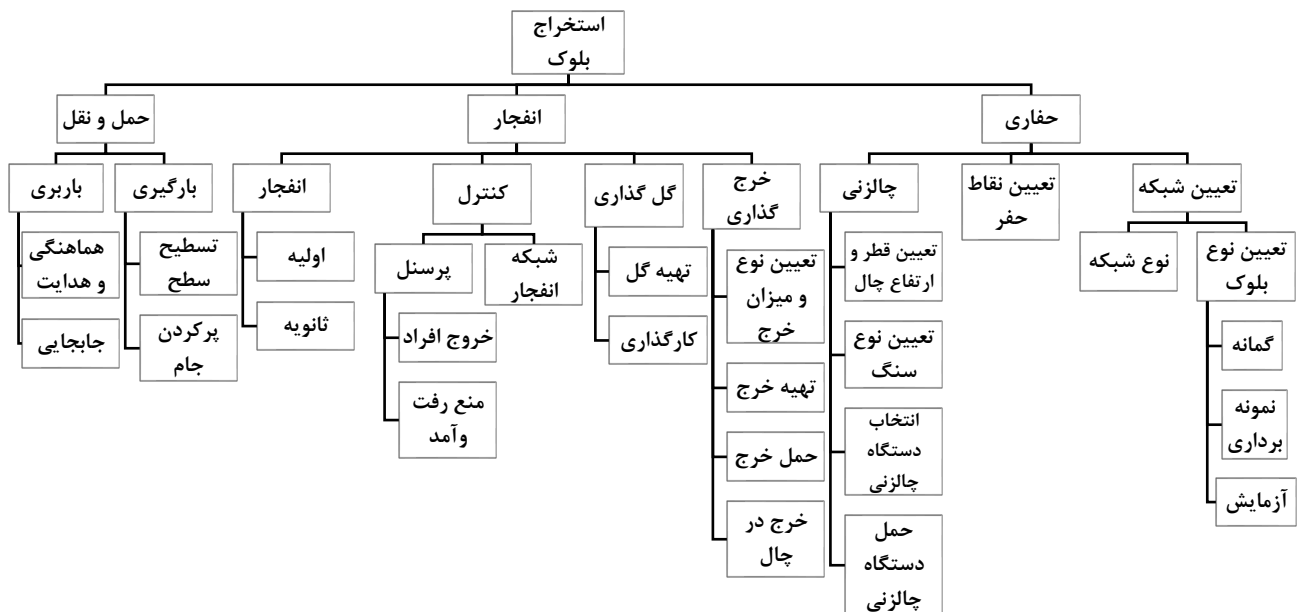 استخراج
بلوک
حفاری
انفجار
حمل و نقل
تعیین شبکه
تعیین نقاط
حفر
چالزنی
خرج
گذاری
گل گذاری
کنترل
انفجار
بارگیری
باربری
تعیین نوع
بلوک
نوع شبکه
گمانه
نمونه
برداری
آزمایش
تعیین قطر و
ارتفاع چال
تعیین نوع
سنگ
انتخاب
دستگاه
چالزنی
حمل
دستگاه
چالزنی
تعیین نوع
و میزان
خرج
تهیه خرج
حمل خرج
خرج در
چال
تهیه گل
کارگذاری
شبکه
انفجار
پرسنل
خروج افراد
منع رفت
وآمد
اولیه
ثانویه
تسطیح
سطح
پرکردن
جام
هماهنگی
و هدایت
جابجایی